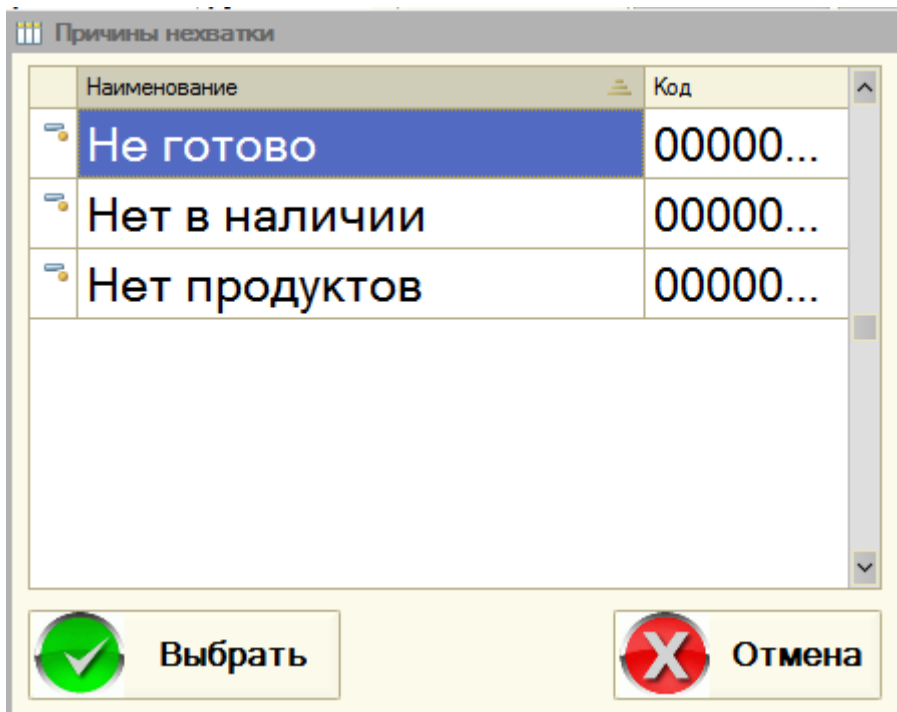 Причины нехватки
Наименование Код
Не готово 00000...
Нет в наличии 00000...
Нет продуктов 00000...
Выбрать Отмена